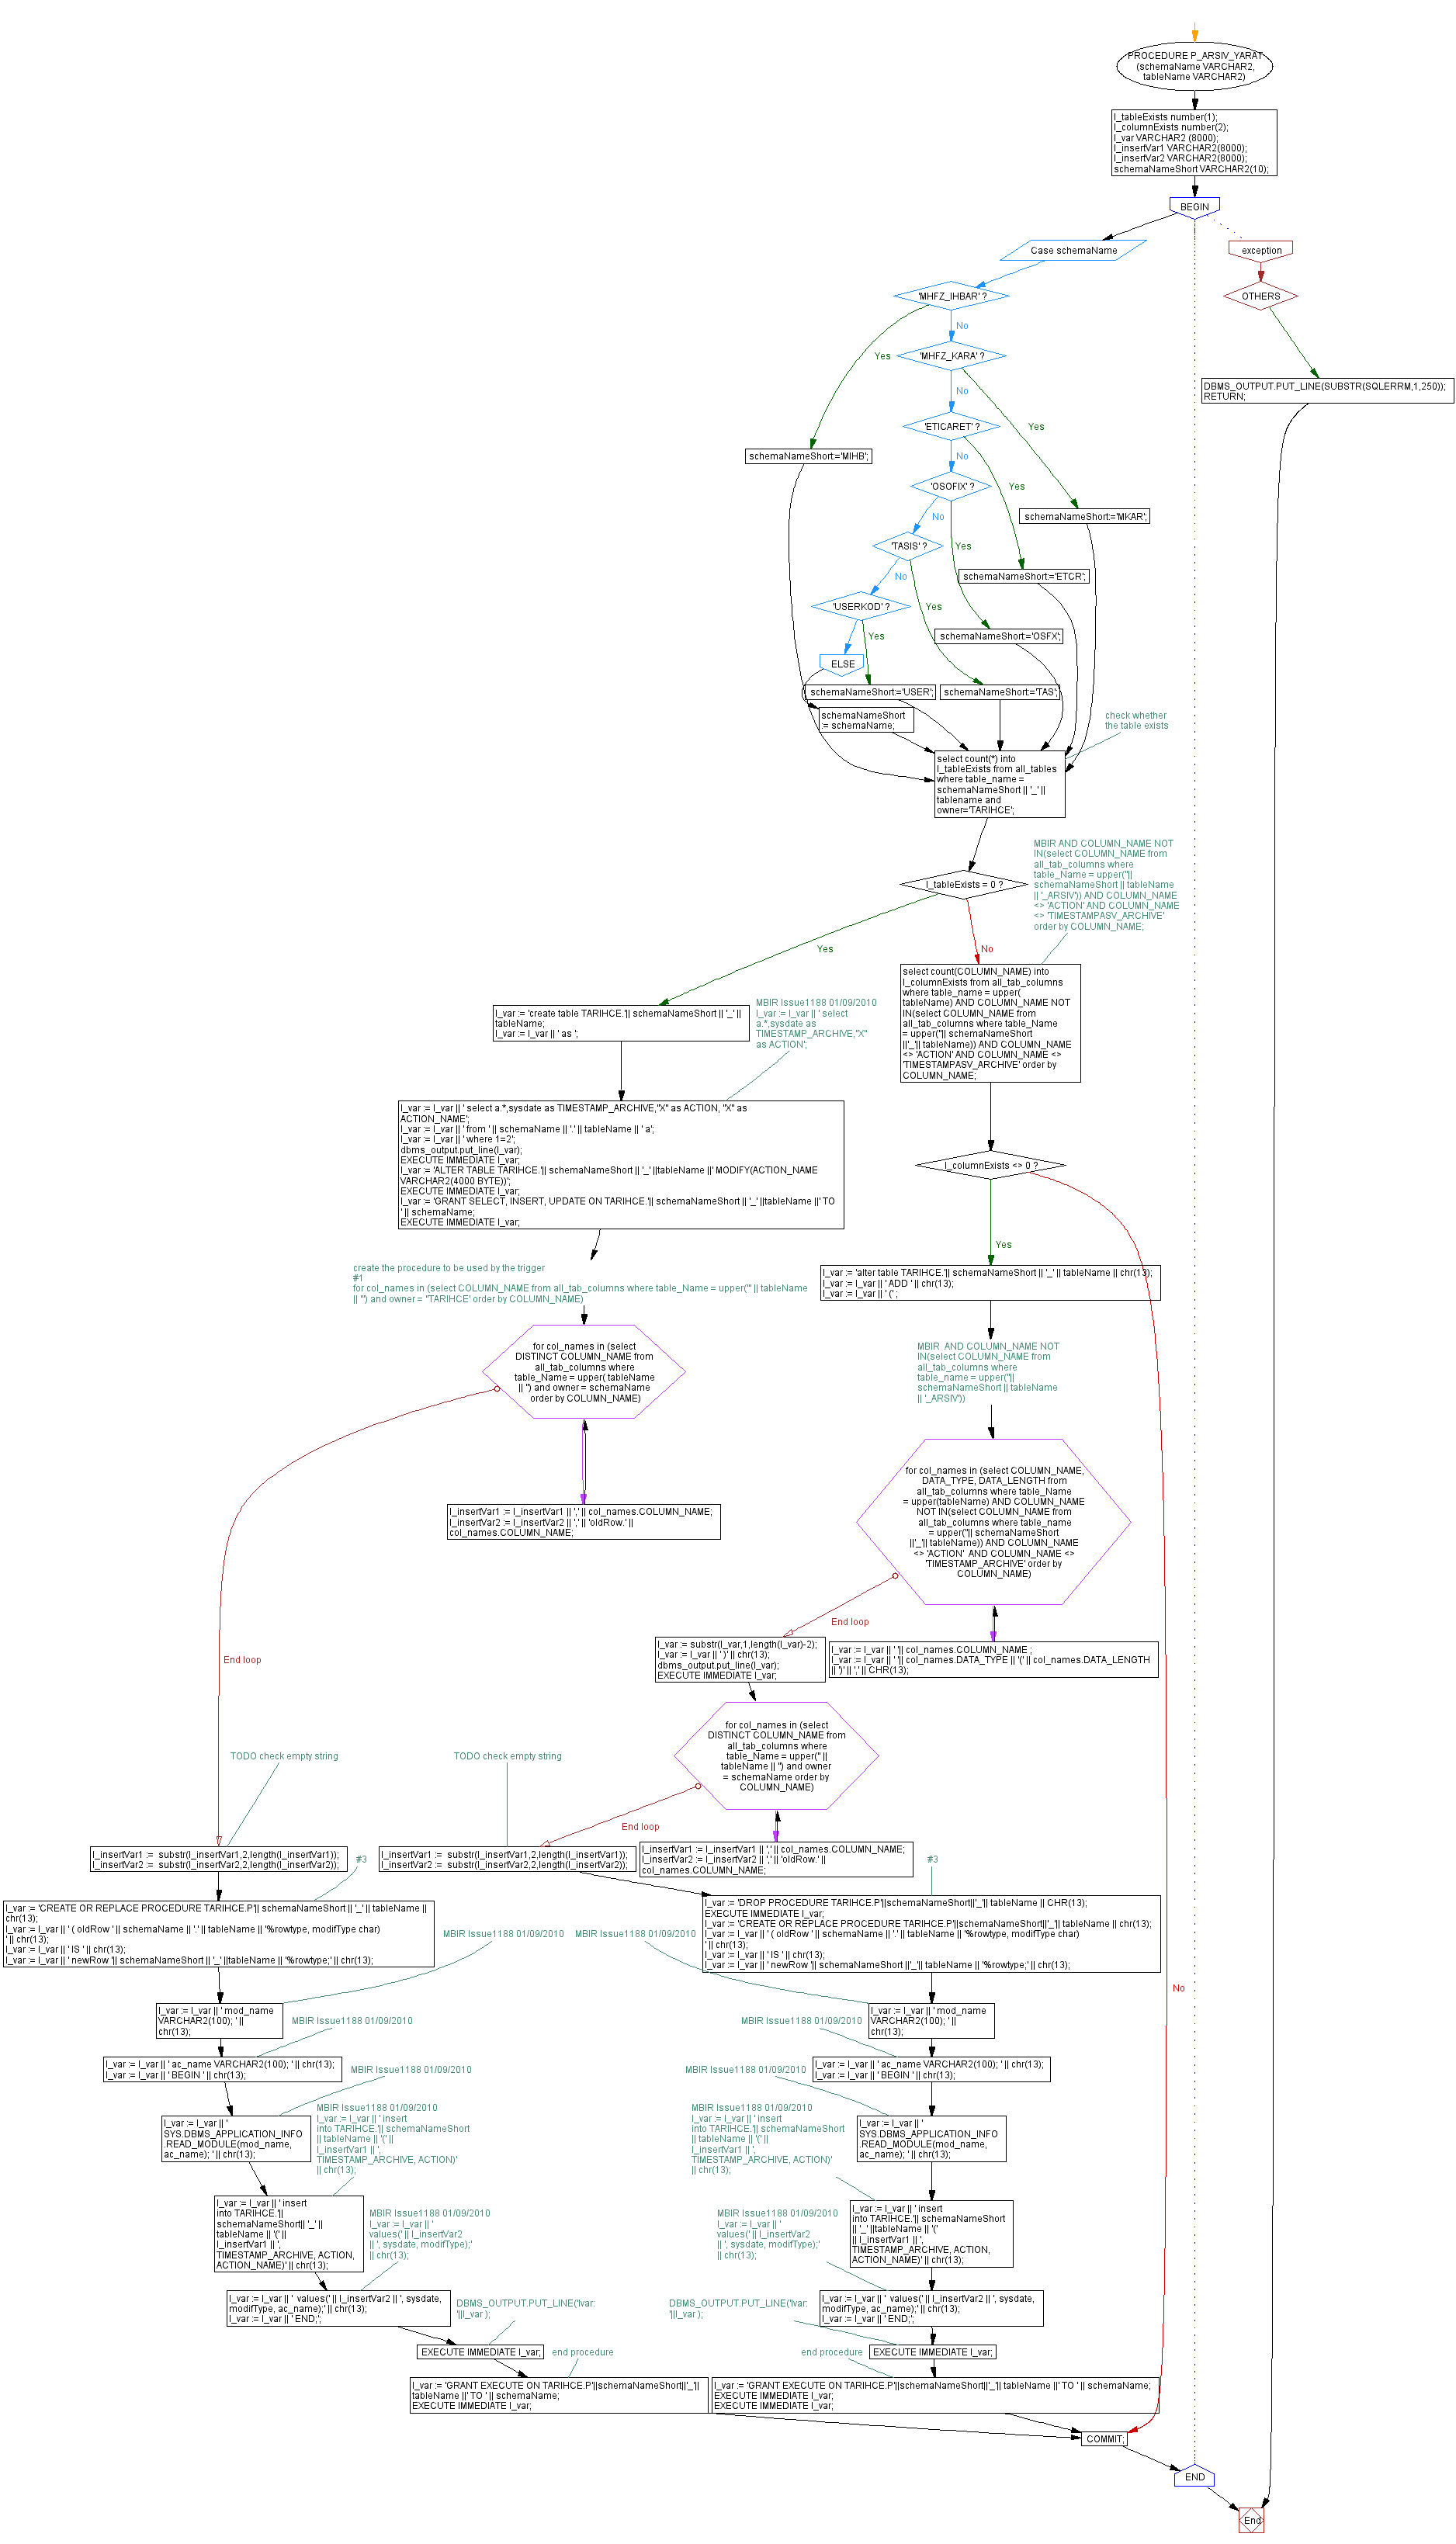 PROCEDURE P_ARSIV_YARAT
(schemaName VARCHAR2,
tableName VARCHAR2)
l_tableExists number(1);
l_columnExists number(2);
l_var VARCHAR2 (8000);
l_insertVar1 VARCHAR2(8000);
l_insertVar2 VARCHAR2(8000);
schemaNameShort VARCHAR2(10);
BEGIN
Case schemaName
exception
'MHFZ_IHBAR' ?
OTHERS
No
'MHFZ_KARA' ?
Yes
DBMS_OUTPUT.PUT_LINE(SUBSTR(SQLERRM,1,250));
RETURN;
No
'ETICARET' ?
Yes
schemaNameShort:='MIHB';
No
'OSOFIX' ?
Yes
schemaNameShort:='MKAR';
No
'TASIS' ?
Yes
schemaNameShort:='ETCR';
No
'USERKOD' ?
Yes
schemaNameShort:='OSFX';
Yes
ELSE
schemaNameShort:='USER';
schemaNameShort:='TAS';
schemaNameShort
:= schemaName;
check whether
the table exists
select count(*) into
l_tableExists from all_tables
where table_name =
schemaNameShort || '_' ||
tablename and
owner='TARIHCE';
l_tableExists = 0 ?
MBIR AND COLUMN_NAME NOT
IN(select COLUMN_NAME from
all_tab_columns where
table_Name = upper(''||
schemaNameShort || tableName
|| '_ARSIV')) AND COLUMN_NAME
<> 'ACTION' AND COLUMN_NAME
<> 'TIMESTAMPASV_ARCHIVE'
order by COLUMN_NAME;
Yes
No
select count(COLUMN_NAME) into
l_columnExists from all_tab_columns
where table_name = upper(
tableName) AND COLUMN_NAME NOT
IN(select COLUMN_NAME from
all_tab_columns where table_Name
= upper(''|| schemaNameShort
||'_'|| tableName)) AND COLUMN_NAME
<> 'ACTION' AND COLUMN_NAME <>
'TIMESTAMPASV_ARCHIVE' order by
COLUMN_NAME;
l_var := 'create table TARIHCE.'|| schemaNameShort || '_' ||
tableName;
l_var := l_var || ' as ';
MBIR Issue1188 01/09/2010
l_var := l_var || ' select
a.*,sysdate as
TIMESTAMP_ARCHIVE,''X''
as ACTION';
l_var := l_var || ' select a.*,sysdate as TIMESTAMP_ARCHIVE,''X'' as ACTION, ''X'' as
ACTION_NAME';
l_var := l_var || ' from ' || schemaName || '.' || tableName || ' a';
l_var := l_var || ' where 1=2';
dbms_output.put_line(l_var);
EXECUTE IMMEDIATE l_var;
l_var := 'ALTER TABLE TARIHCE.'|| schemaNameShort || '_' ||tableName ||' MODIFY(ACTION_NAME
VARCHAR2(4000 BYTE))';
EXECUTE IMMEDIATE l_var;
l_var := 'GRANT SELECT, INSERT, UPDATE ON TARIHCE.'|| schemaNameShort || '_' ||tableName ||' TO
' || schemaName;
EXECUTE IMMEDIATE l_var;
l_columnExists <> 0 ?
Yes
create the procedure to be used by the trigger
#1
for col_names in (select COLUMN_NAME from all_tab_columns where table_Name = upper(''' || tableName
|| ''') and owner = ''TARIHCE' order by COLUMN_NAME)
l_var := 'alter table TARIHCE.'|| schemaNameShort || '_' || tableName || chr(13);
l_var := l_var || ' ADD ' || chr(13);
l_var := l_var || ' (' ;
for col_names in (select
DISTINCT COLUMN_NAME from
all_tab_columns where
table_Name = upper( tableName
|| '') and owner = schemaName
order by COLUMN_NAME)
MBIR  AND COLUMN_NAME NOT
IN(select COLUMN_NAME from
all_tab_columns where
table_name = upper(''||
schemaNameShort || tableName
|| '_ARSIV'))
l_insertVar1 := l_insertVar1 || ',' || col_names.COLUMN_NAME;
l_insertVar2 := l_insertVar2 || ',' || 'oldRow.' ||
col_names.COLUMN_NAME;
for col_names in (select COLUMN_NAME,
DATA_TYPE, DATA_LENGTH from
all_tab_columns where table_Name
= upper(tableName) AND COLUMN_NAME
NOT IN(select COLUMN_NAME from
all_tab_columns where table_name
= upper(''|| schemaNameShort
||'_'|| tableName)) AND COLUMN_NAME
<> 'ACTION'  AND COLUMN_NAME <>
'TIMESTAMP_ARCHIVE' order by
COLUMN_NAME)
End loop
End loop
l_var := substr(l_var,1,length(l_var)-2);
l_var := l_var || ' )' || chr(13);
dbms_output.put_line(l_var);
EXECUTE IMMEDIATE l_var;
l_var := l_var || ' '|| col_names.COLUMN_NAME ;
l_var := l_var || ' '|| col_names.DATA_TYPE || '(' || col_names.DATA_LENGTH
|| ')' || ',' || CHR(13);
for col_names in (select
DISTINCT COLUMN_NAME from
all_tab_columns where
table_Name = upper('' ||
tableName || '') and owner
= schemaName order by
COLUMN_NAME)
TODO check empty string
TODO check empty string
End loop
l_insertVar1 :=  substr(l_insertVar1,2,length(l_insertVar1));
l_insertVar2 :=  substr(l_insertVar2,2,length(l_insertVar2));
#3
l_insertVar1 :=  substr(l_insertVar1,2,length(l_insertVar1));
l_insertVar2 :=  substr(l_insertVar2,2,length(l_insertVar2));
l_insertVar1 := l_insertVar1 || ',' || col_names.COLUMN_NAME;
l_insertVar2 := l_insertVar2 || ',' || 'oldRow.' ||
col_names.COLUMN_NAME;
#3
l_var := 'CREATE OR REPLACE PROCEDURE TARIHCE.P'|| schemaNameShort || '_' || tableName ||
chr(13);
l_var := l_var || ' ( oldRow ' || schemaName || '.' || tableName || '%rowtype, modifType char)
' || chr(13);
l_var := l_var || ' IS ' || chr(13);
l_var := l_var || ' newRow '|| schemaNameShort || '_' ||tableName || '%rowtype;' || chr(13);
l_var := 'DROP PROCEDURE TARIHCE.P'||schemaNameShort||'_'|| tableName || CHR(13);
EXECUTE IMMEDIATE l_var;
l_var := 'CREATE OR REPLACE PROCEDURE TARIHCE.P'||schemaNameShort||'_'|| tableName || chr(13);
l_var := l_var || ' ( oldRow ' || schemaName || '.' || tableName || '%rowtype, modifType char)
' || chr(13);
l_var := l_var || ' IS ' || chr(13);
l_var := l_var || ' newRow '|| schemaNameShort ||'_'|| tableName || '%rowtype;' || chr(13);
MBIR Issue1188 01/09/2010
MBIR Issue1188 01/09/2010
No
l_var := l_var || ' mod_name
VARCHAR2(100); ' ||
chr(13);
l_var := l_var || ' mod_name
VARCHAR2(100); ' ||
chr(13);
MBIR Issue1188 01/09/2010
MBIR Issue1188 01/09/2010
l_var := l_var || ' ac_name VARCHAR2(100); ' || chr(13);
l_var := l_var || ' BEGIN ' || chr(13);
l_var := l_var || ' ac_name VARCHAR2(100); ' || chr(13);
l_var := l_var || ' BEGIN ' || chr(13);
MBIR Issue1188 01/09/2010
MBIR Issue1188 01/09/2010
l_var := l_var || '
SYS.DBMS_APPLICATION_INFO
.READ_MODULE(mod_name,
ac_name); ' || chr(13);
MBIR Issue1188 01/09/2010
l_var := l_var || ' insert
into TARIHCE.'|| schemaNameShort
|| tableName || '(' ||
l_insertVar1 || ',
TIMESTAMP_ARCHIVE, ACTION)'
|| chr(13);
MBIR Issue1188 01/09/2010
l_var := l_var || ' insert
into TARIHCE.'|| schemaNameShort
|| tableName || '(' ||
l_insertVar1 || ',
TIMESTAMP_ARCHIVE, ACTION)'
|| chr(13);
l_var := l_var || '
SYS.DBMS_APPLICATION_INFO
.READ_MODULE(mod_name,
ac_name); ' || chr(13);
l_var := l_var || ' insert
into TARIHCE.'||
schemaNameShort|| '_' ||
tableName || '(' ||
l_insertVar1 || ',
TIMESTAMP_ARCHIVE, ACTION,
ACTION_NAME)' || chr(13);
MBIR Issue1188 01/09/2010
l_var := l_var || '
values(' || l_insertVar2
|| ', sysdate, modifType);'
|| chr(13);
MBIR Issue1188 01/09/2010
l_var := l_var || '
values(' || l_insertVar2
|| ', sysdate, modifType);'
|| chr(13);
l_var := l_var || ' insert
into TARIHCE.'|| schemaNameShort
|| '_' ||tableName || '('
|| l_insertVar1 || ',
TIMESTAMP_ARCHIVE, ACTION,
ACTION_NAME)' || chr(13);
l_var := l_var || '  values(' || l_insertVar2 || ', sysdate,
modifType, ac_name);' || chr(13);
l_var := l_var || ' END;';
DBMS_OUTPUT.PUT_LINE('lvar:
'||l_var );
DBMS_OUTPUT.PUT_LINE('lvar:
'||l_var );
l_var := l_var || '  values(' || l_insertVar2 || ', sysdate,
modifType, ac_name);' || chr(13);
l_var := l_var || ' END;';
EXECUTE IMMEDIATE l_var;
end procedure
end procedure
EXECUTE IMMEDIATE l_var;
l_var := 'GRANT EXECUTE ON TARIHCE.P'||schemaNameShort||'_'||
tableName ||' TO ' || schemaName;
EXECUTE IMMEDIATE l_var;
l_var := 'GRANT EXECUTE ON TARIHCE.P'||schemaNameShort||'_'|| tableName ||' TO ' || schemaName;
EXECUTE IMMEDIATE l_var;
EXECUTE IMMEDIATE l_var;
COMMIT;
END
End